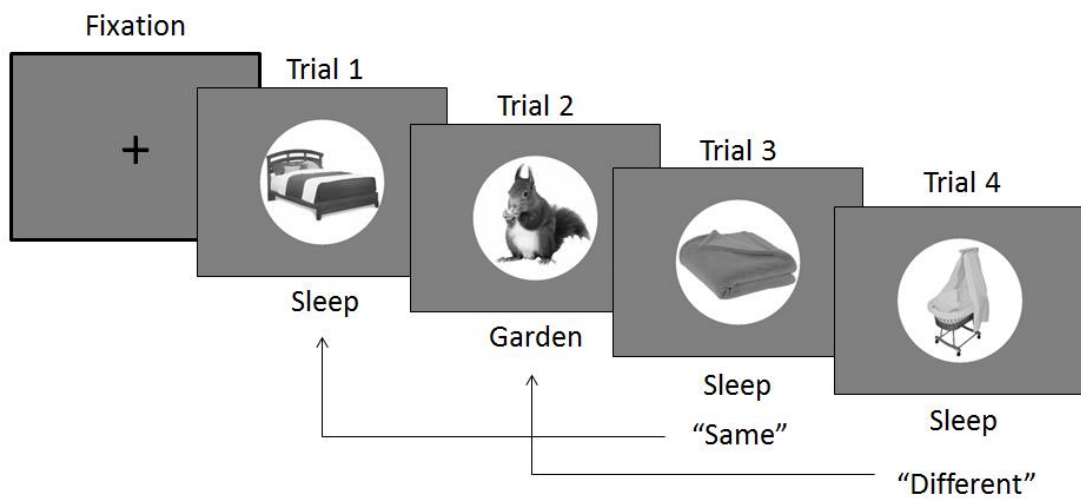 Fixation
Trial 1
Trial 2
Trial 3
Trial 4
Sleep
Garden
Sleep
Sleep
“Same”
“Different”